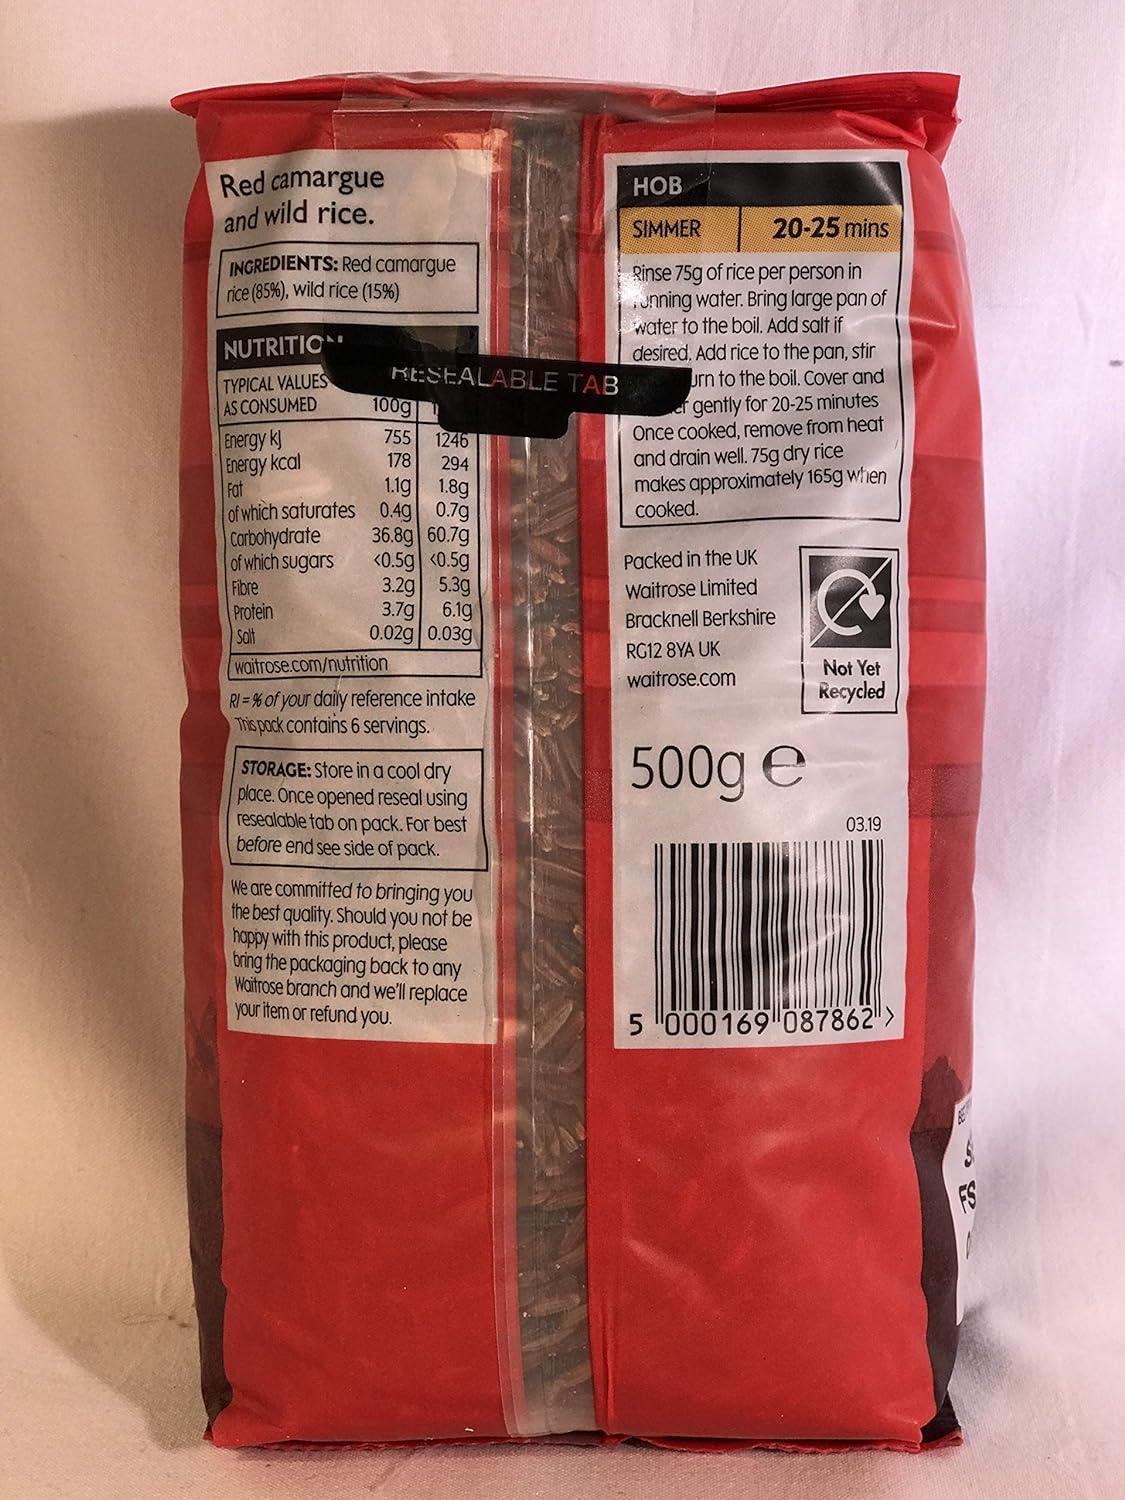 Red camargue
and wild rice.
INGREDIENTS: Red camargue
rice (85%), wild rice (15%)
NUTRITION
TYPICAL VALUES
AS CONSUMED 100g
Energy kJ 755 1246
Energy kcal 178 294
Fat 1.1g 1.8g
of which saturates 0.4g 0.7g
Carbohydrate 36.8g 60.7g
of which sugars <0.5g <0.5g
Fibre 3.2g 5.3g
Protein 3.7g 6.1g
Salt 0.02g 0.03g
waitrose.com/nutrition
RI = % of your daily reference intake
This pack contains 6 servings.
STORAGE: Store in a cool dry
place. Once opened reseal using
resealable tab on pack. For best
before end see side of pack.
We are committed to bringing you
the best quality. Should you not be
happy with this product, please
bring the packaging back to any
Waitrose branch and we'll replace
your item or refund you.
RESEALABLE TAB
HOB
SIMMER 20-25 mins
Rinse 75g of rice per person in
running water. Bring large pan of
water to the boil. Add salt if
desired. Add rice to the pan, stir
to the boil. Cover and
gently for 20-25 minutes
Once cooked, remove from heat
and drain well. 75g dry rice
makes approximately 165g when
cooked.
Packed in the UK
Waitrose Limited
Bracknell Berkshire
RG12 8YA UK
waitrose.com
Not Yet
Recycled
500g e
03.19
5 000169 087862 >